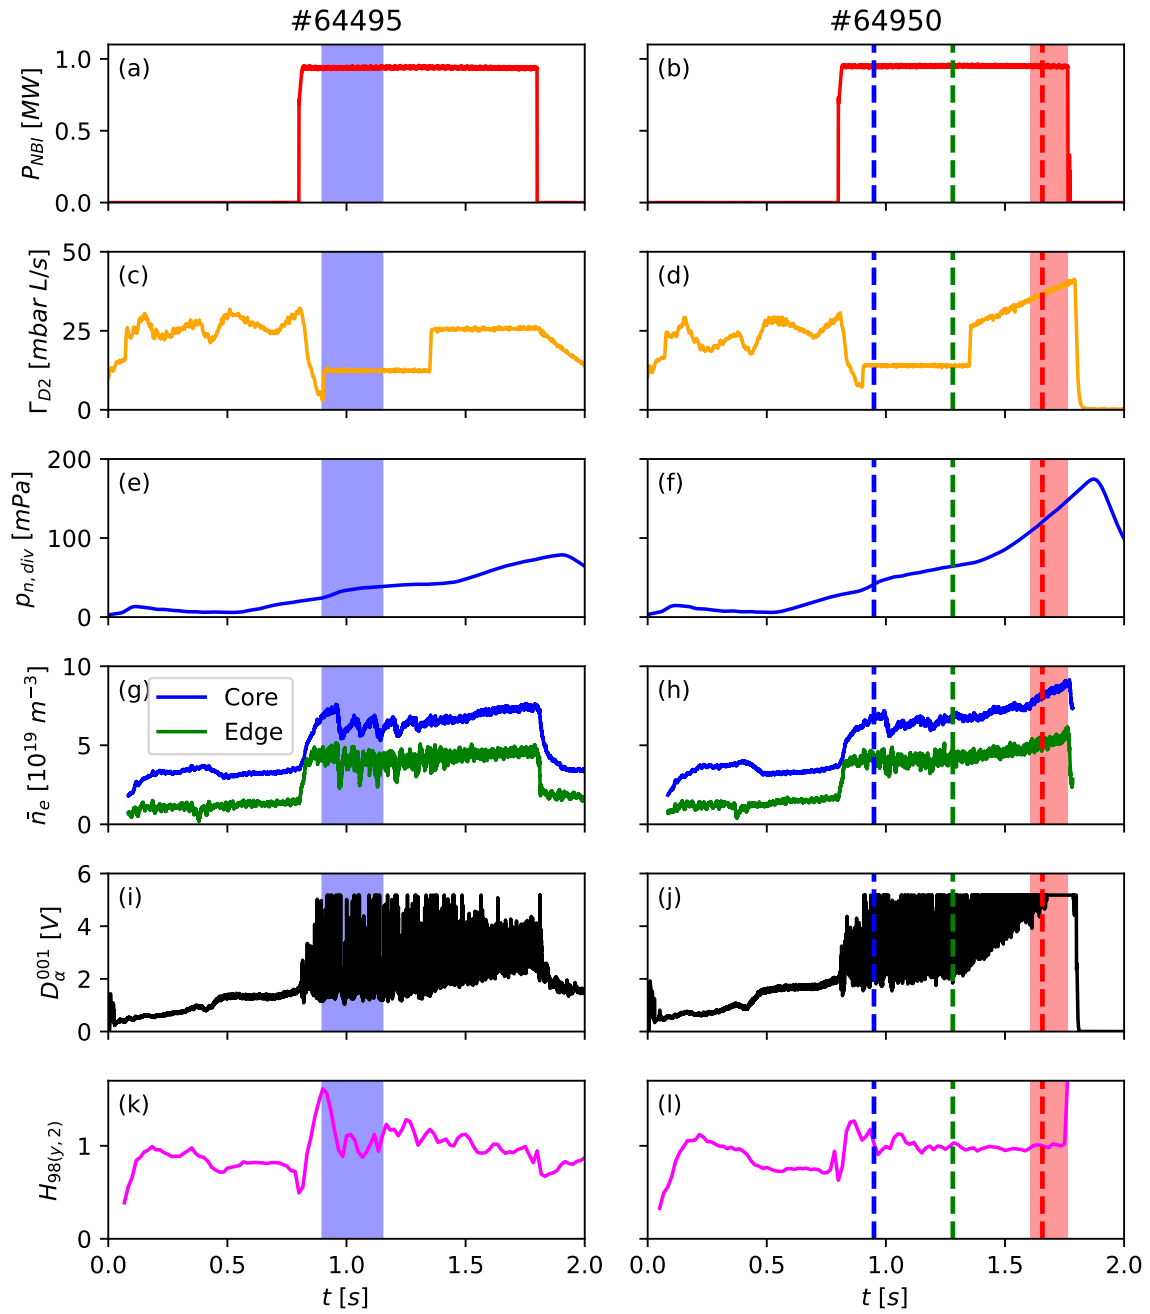 #64495 #64950
(a) (b)
P_NBI [MW]
1.0
0.5
0.0
(c) (d)
Γ_D2 [mbar L/s]
50
25
0
(e) (f)
p_n,div [mPa]
200
100
0
(g) (h)
Core
Edge
n̄_e [10^19 m^−3]
10
5
0
(i) (j)
D_α^001 [V]
6
4
2
0
(k) (l)
H_98(y,2)
1
0
0.0 0.5 1.0 1.5 2.0 0.0 0.5 1.0 1.5 2.0
t [s] t [s]